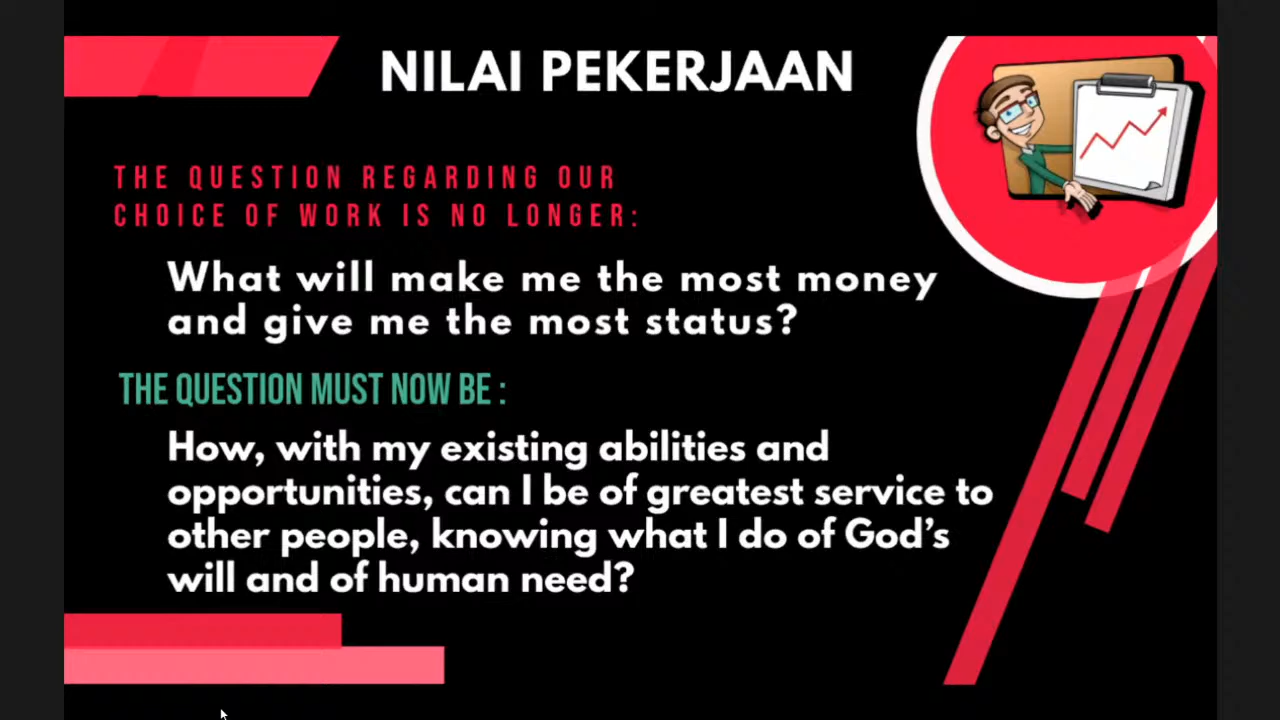 NILAI PEKERJAAN
THE QUESTION REGARDING OUR
CHOICE OF WORK IS NO LONGER:
What will make me the most money
and give me the most status?
THE QUESTION MUST NOW BE :
How, with my existing abilities and
opportunities, can I be of greatest service to
other people, knowing what I do of God’s
will and of human need?